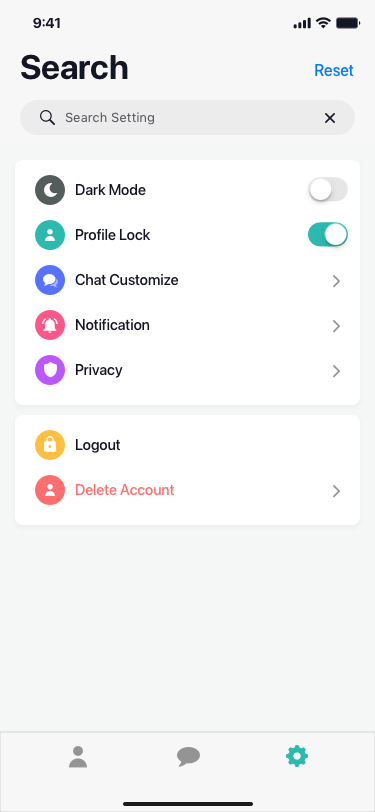 9:41
Search
Reset
Search Setting
Dark Mode
Profile Lock
Chat Customize
Notification
Privacy
Logout
Delete Account